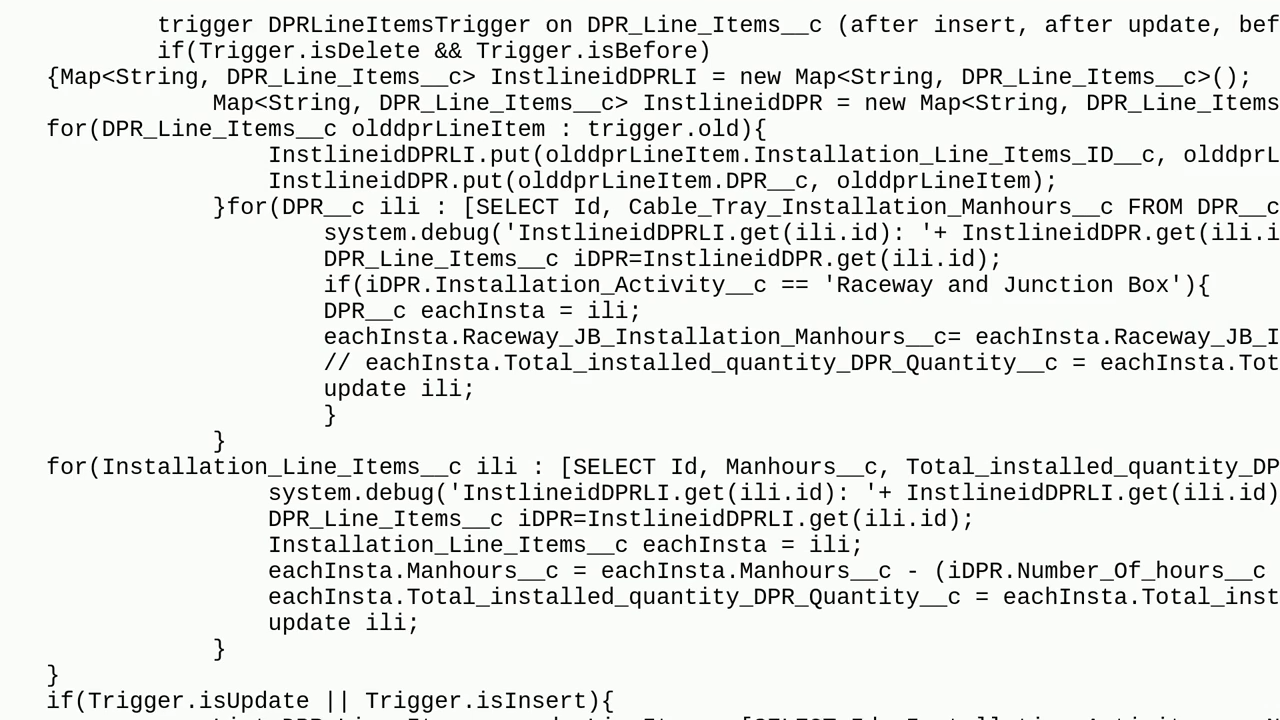 trigger DPRLineItemsTrigger on DPR_Line_Items__c (after insert, after update, bef
if(Trigger.isDelete && Trigger.isBefore)
{Map<String, DPR_Line_Items__c> InstlineidDPRLI = new Map<String, DPR_Line_Items__c>();
Map<String, DPR_Line_Items__c> InstlineidDPR = new Map<String, DPR_Line_Items
for(DPR_Line_Items__c olddprLineItem : trigger.old){
InstlineidDPRLI.put(olddprLineItem.Installation_Line_Items_ID__c, olddprL
InstlineidDPR.put(olddprLineItem.DPR__c, olddprLineItem);
}for(DPR__c ili : [SELECT Id, Cable_Tray_Installation_Manhours__c FROM DPR__c
system.debug('InstlineidDPRLI.get(ili.id): '+ InstlineidDPR.get(ili.i
DPR_Line_Items__c iDPR=InstlineidDPR.get(ili.id);
if(iDPR.Installation_Activity__c == 'Raceway and Junction Box'){
DPR__c eachInsta = ili;
eachInsta.Raceway_JB_Installation_Manhours__c= eachInsta.Raceway_JB_I
// eachInsta.Total_installed_quantity_DPR_Quantity__c = eachInsta.Tot
update ili;
}
}
for(Installation_Line_Items__c ili : [SELECT Id, Manhours__c, Total_installed_quantity_DP
system.debug('InstlineidDPRLI.get(ili.id): '+ InstlineidDPRLI.get(ili.id)
DPR_Line_Items__c iDPR=InstlineidDPRLI.get(ili.id);
Installation_Line_Items__c eachInsta = ili;
eachInsta.Manhours__c = eachInsta.Manhours__c - (iDPR.Number_Of_hours__c
eachInsta.Total_installed_quantity_DPR_Quantity__c = eachInsta.Total_inst
update ili;
}
}
if(Trigger.isUpdate || Trigger.isInsert){